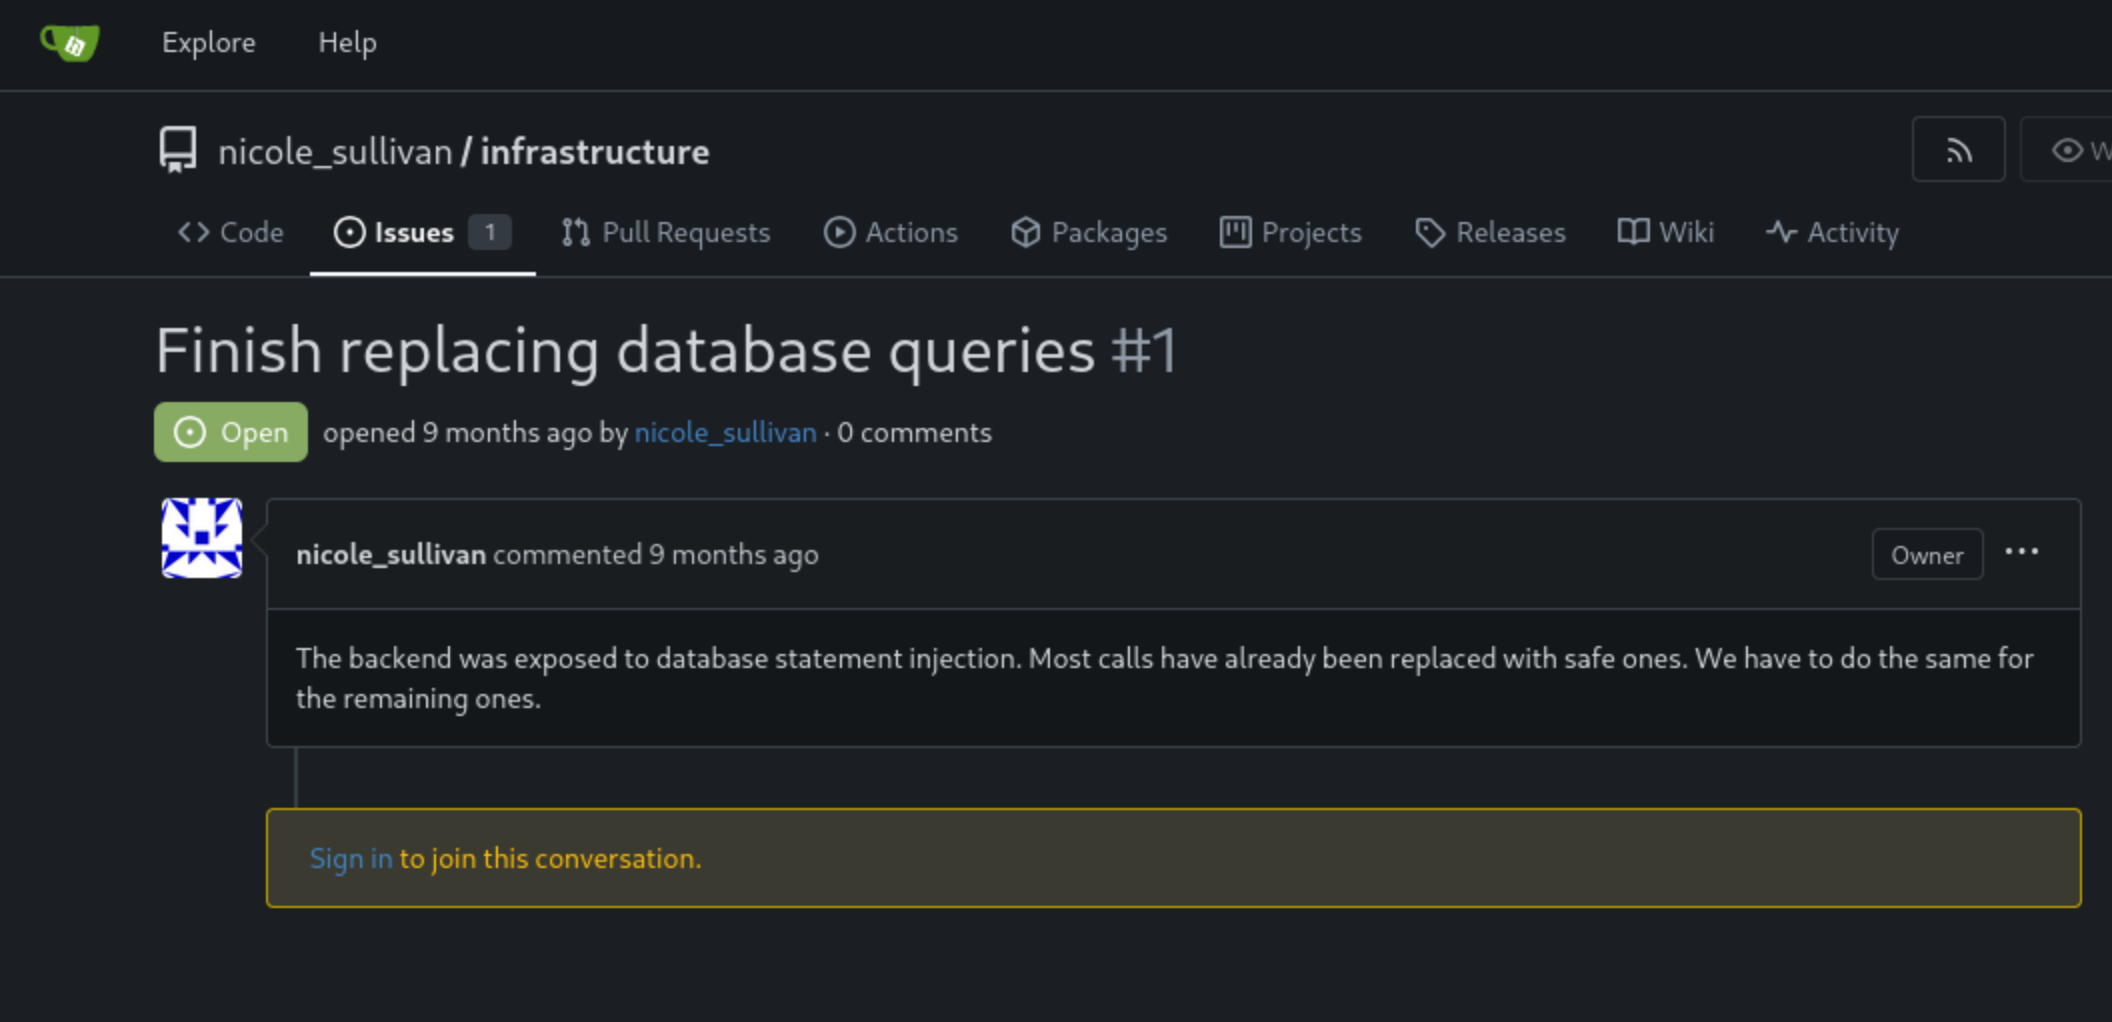 Explore Help
nicole_sullivan / infrastructure
W
Code Issues 1 Pull Requests Actions Packages Projects Releases Wiki Activity
Finish replacing database queries #1
Open opened 9 months ago by nicole_sullivan · 0 comments
nicole_sullivan commented 9 months ago Owner
The backend was exposed to database statement injection. Most calls have already been replaced with safe ones. We have to do the same for
the remaining ones.
Sign in to join this conversation.